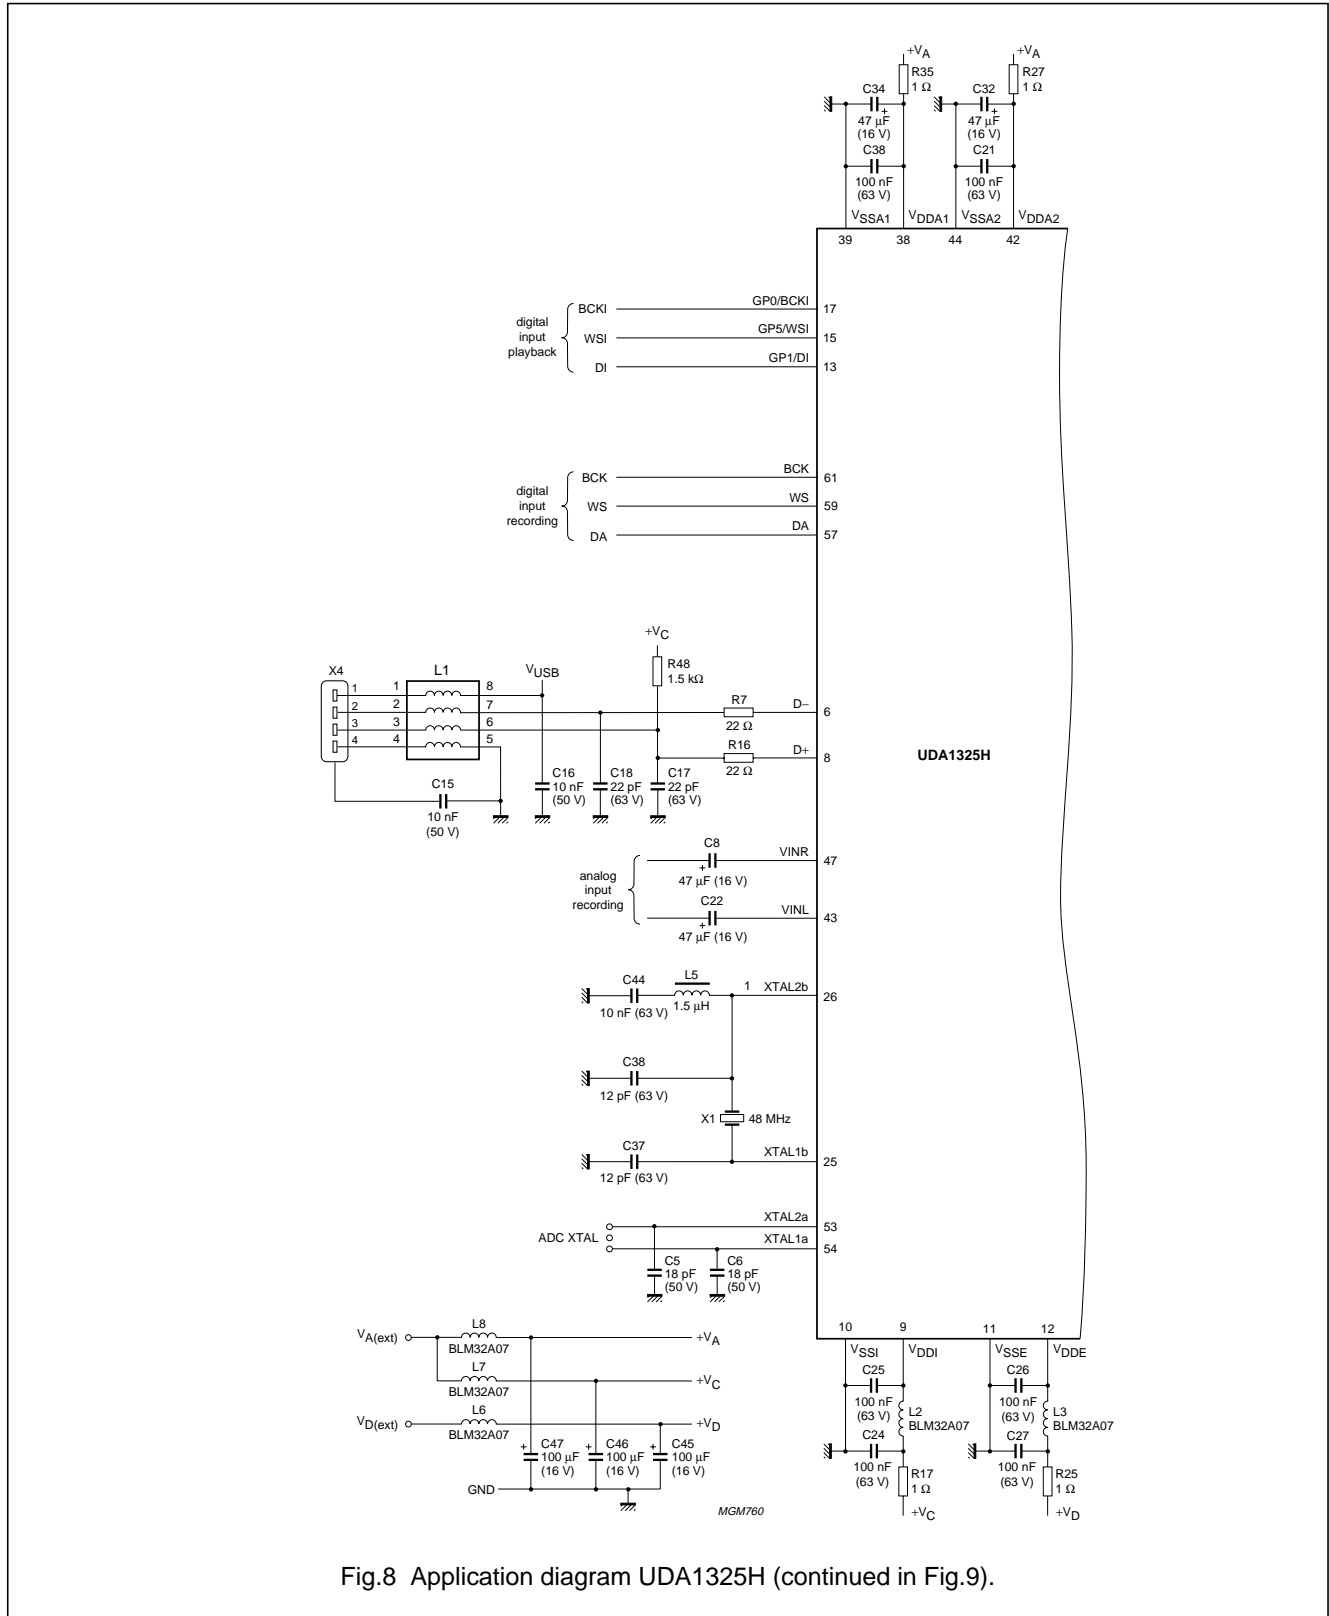 +VA
+VA
R35
1 Ω
R27
1 Ω
C34
47 µF
(16 V)
C38
100 nF
(63 V)
C32
47 µF
(16 V)
C21
100 nF
(63 V)
+
+
VSSA1
VDDA1
VSSA2
VDDA2
39
38
44
42
digital
input
playback
BCKI
GP0/BCKI
17
WSI
GP5/WSI
15
DI
GP1/DI
13
digital
input
recording
BCK
BCK
61
WS
WS
59
DA
DA
57
+VC
R48
1.5 kΩ
X4
L1
VUSB
1
1
8
2
2
7
3
3
6
4
4
5
R7
22 Ω
D−
6
R16
22 Ω
D+
8
UDA1325H
C15
10 nF
(50 V)
C16
10 nF
(50 V)
C18
22 pF
(63 V)
C17
22 pF
(63 V)
analog
input
recording
C8
+
47 µF (16 V)
VINR
47
C22
+
47 µF (16 V)
VINL
43
C44
10 nF (63 V)
L5
1.5 µH
1
XTAL2b
26
C38
12 pF (63 V)
X1
48 MHz
C37
12 pF (63 V)
XTAL1b
25
ADC XTAL
XTAL2a
53
XTAL1a
54
C5
18 pF
(50 V)
C6
18 pF
(50 V)
VA(ext)
L8
BLM32A07
+VA
L7
BLM32A07
+VC
VD(ext)
L6
BLM32A07
+VD
+
C47
100 µF
(16 V)
+
C46
100 µF
(16 V)
+
C45
100 µF
(16 V)
GND
10
9
11
12
VSSI
VDDI
VSSE
VDDE
C25
100 nF
(63 V)
L2
BLM32A07
C24
100 nF
(63 V)
R17
1 Ω
+VC
C26
100 nF
(63 V)
L3
BLM32A07
C27
100 nF
(63 V)
R25
1 Ω
+VD
MGM760
Fig.8 Application diagram UDA1325H (continued in Fig.9).